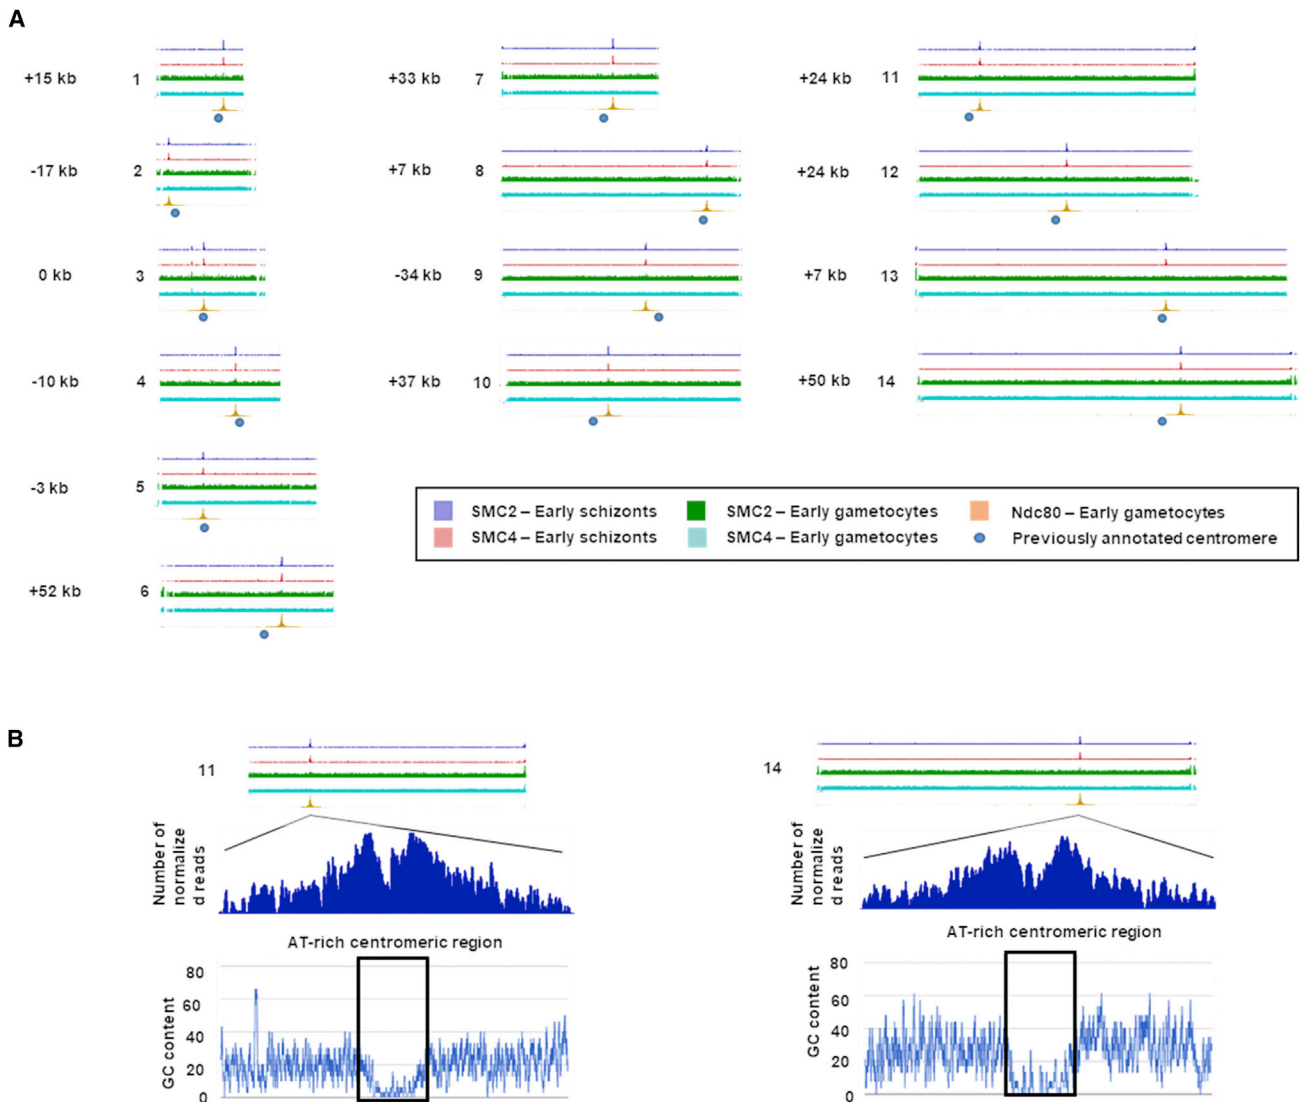 A
+15 kb 1
-17 kb 2
0 kb 3
-10 kb 4
-3 kb 5
+52 kb 6
+33 kb 7
+7 kb 8
-34 kb 9
+37 kb 10
+24 kb 11
+24 kb 12
+7 kb 13
+50 kb 14
SMC2 – Early schizonts
SMC4 – Early schizonts
SMC2 – Early gametocytes
SMC4 – Early gametocytes
Ndc80 – Early gametocytes
Previously annotated centromere
B
11
Number of
normalize
d reads
AT-rich centromeric region
GC content
80
60
40
20
0
14
Number of
normalize
d reads
AT-rich centromeric region
GC content
80
60
40
20
0